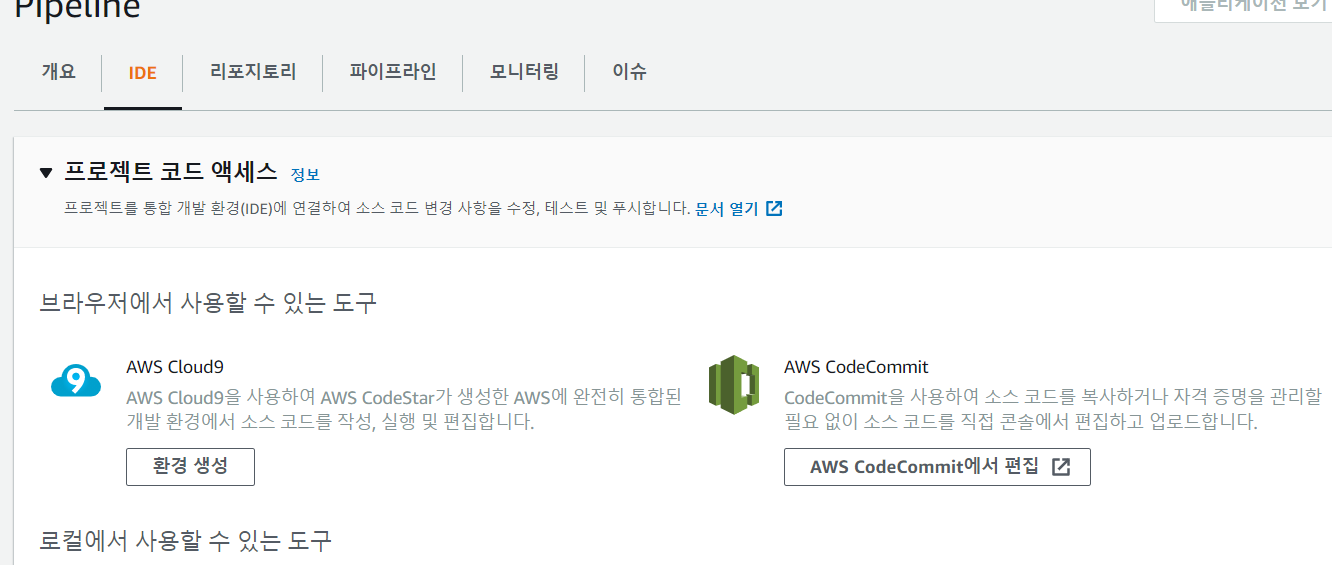 Pipeline
애플리케이션 보기
개요
IDE
리포지토리
파이프라인
모니터링
이슈
프로젝트 코드 액세스 정보
프로젝트를 통합 개발 환경(IDE)에 연결하여 소스 코드 변경 사항을 수정, 테스트 및 푸시합니다. 문서 열기
브라우저에서 사용할 수 있는 도구
9
AWS Cloud9
AWS Cloud9을 사용하여 AWS CodeStar가 생성한 AWS에 완전히 통합된
개발 환경에서 소스 코드를 작성, 실행 및 편집합니다.
환경 생성
AWS CodeCommit
CodeCommit을 사용하여 소스 코드를 복사하거나 자격 증명을 관리할
필요 없이 소스 코드를 직접 콘솔에서 편집하고 업로드합니다.
AWS CodeCommit에서 편집
로컬에서 사용할 수 있는 도구